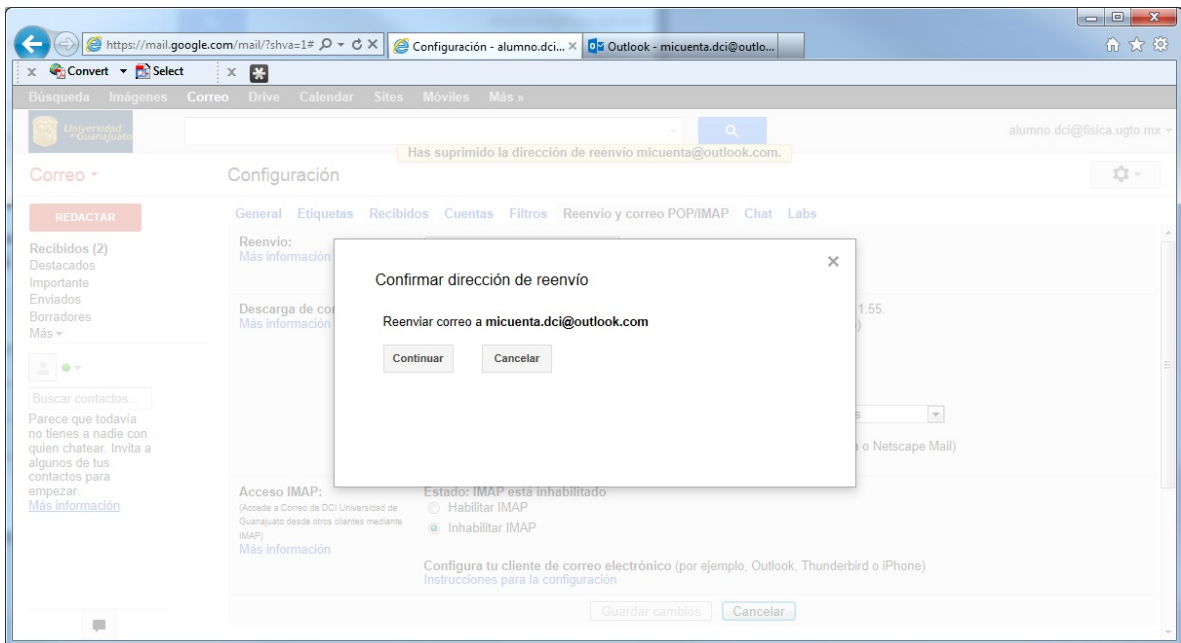 https://mail.google.com/mail/?shva=1#
Configuración - alumno.dci...
Outlook - micuenta.dci@outlo...
x Convert Select x
Búsqueda Imágenes Correo Drive Calendar Sites Móviles Más »
Universidad de Guanajuato
alumno.dci@fisica.ugto.mx
Has suprimido la dirección de reenvío micuenta@outlook.com.
Correo
Configuración
REDACTAR
General Etiquetas Recibidos Cuentas Filtros Reenvío y correo POP/IMAP Chat Labs
Recibidos (2)
Destacados
Importante
Enviados
Borradores
Más
Buscar contactos...
Parece que todavía
no tienes a nadie con
quien chatear. Invita a
algunos de tus
contactos para
empezar.
Más información
Reenvío:
Más información
Confirmar dirección de reenvío
Reenviar correo a micuenta.dci@outlook.com
Continuar Cancelar
Descarga de co
Más información
1:55.
)
s
o Netscape Mail)
Acceso IMAP:
(Accede a Correo de DCI Universidad de
Guanajuato desde otros clientes mediante
IMAP)
Más información
Estado: IMAP está inhabilitado
Habilitar IMAP
Inhabilitar IMAP
Configura tu cliente de correo electrónico (por ejemplo, Outlook, Thunderbird o iPhone)
Instrucciones para la configuración
Guardar cambios Cancelar